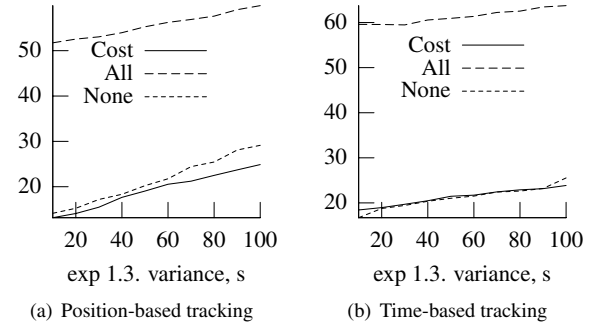 50
40
30
20
20 40 60 80 100
Cost
All
None
exp 1.3. variance, s
(a) Position-based tracking
60
50
40
30
20
20 40 60 80 100
Cost
All
None
exp 1.3. variance, s
(b) Time-based tracking